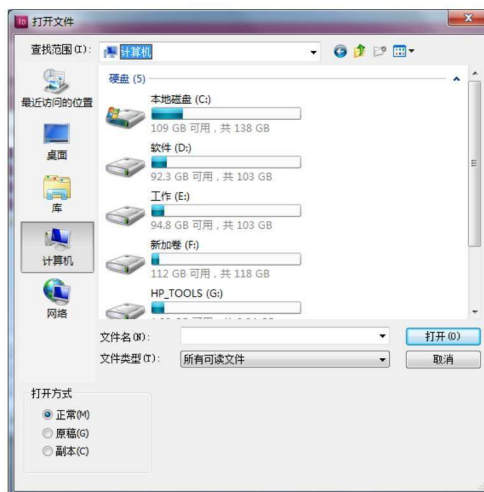 Id 打开文件
查找范围(I):
计算机
最近访问的位置
桌面
库
计算机
网络
硬盘 (5)
本地磁盘 (C:)
109 GB 可用，共 138 GB
软件 (D:)
92.3 GB 可用，共 103 GB
工作 (E:)
94.8 GB 可用，共 103 GB
新加卷 (F:)
112 GB 可用，共 118 GB
HP_TOOLS (G:)
文件名(N):
打开(O)
文件类型(T):
所有可读文件
取消
打开方式
正常(M)
原稿(G)
副本(C)